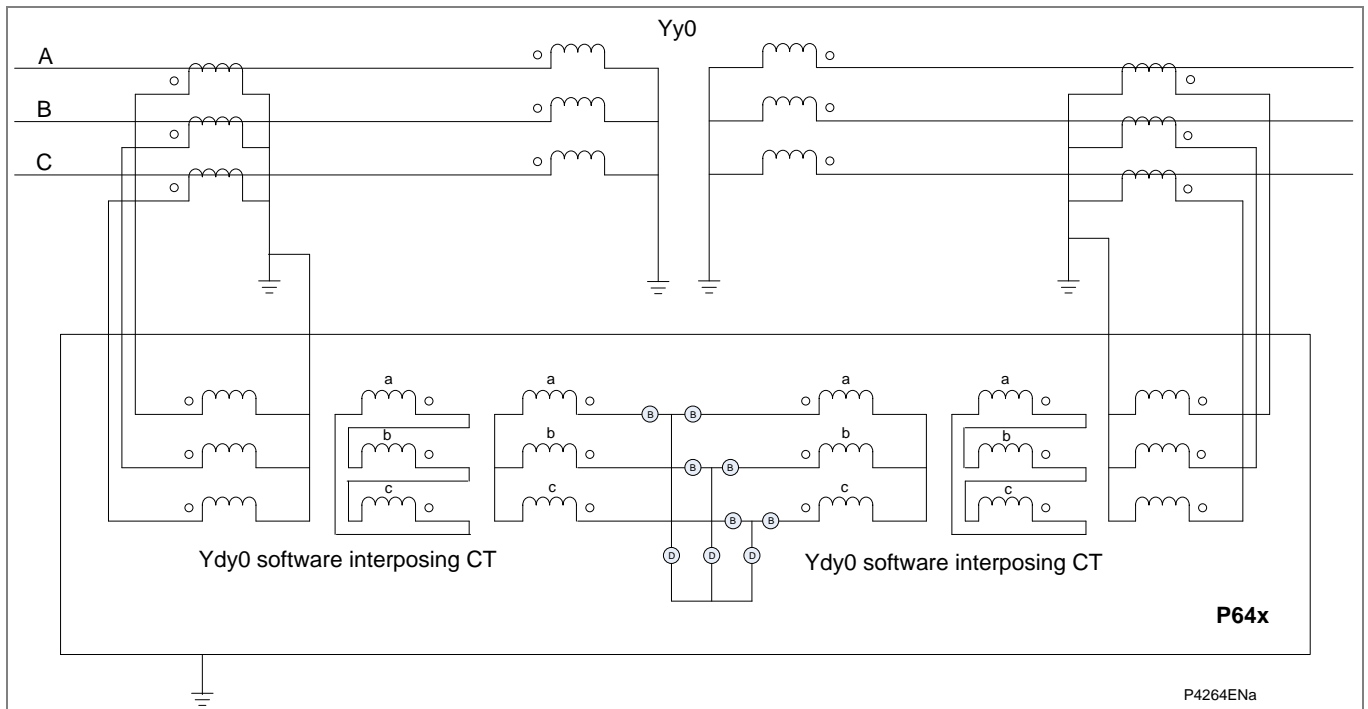 Yy0
A
B
C
a a a a
b b b b
c c c c
B B
B B
B B
D D D
Ydy0 software interposing CT Ydy0 software interposing CT
P64x
P4264ENa